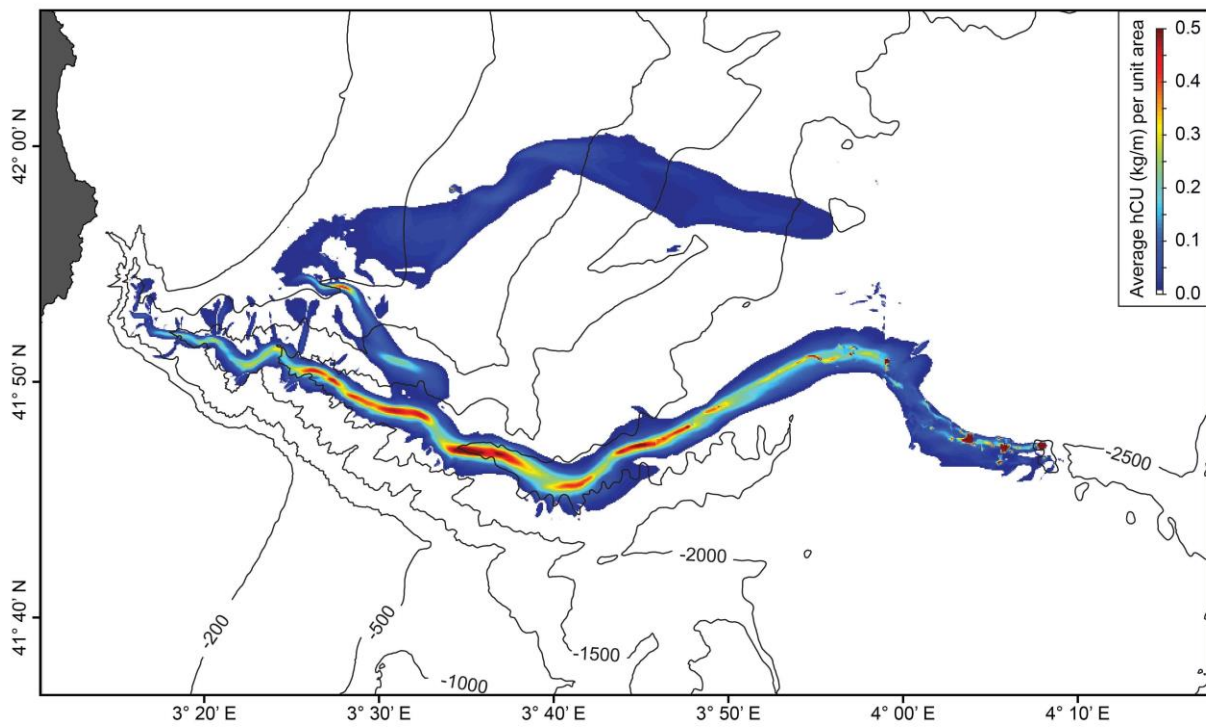 Average hCU (kg/m) per unit area
0.5
0.4
0.3
0.2
0.1
0.0
42° 00' N
41° 50' N
41° 40' N
-2500
-2000
-200
-500
-1500
-1000
3° 20' E
3° 30' E
3° 40' E
3° 50' E
4° 00' E
4° 10' E